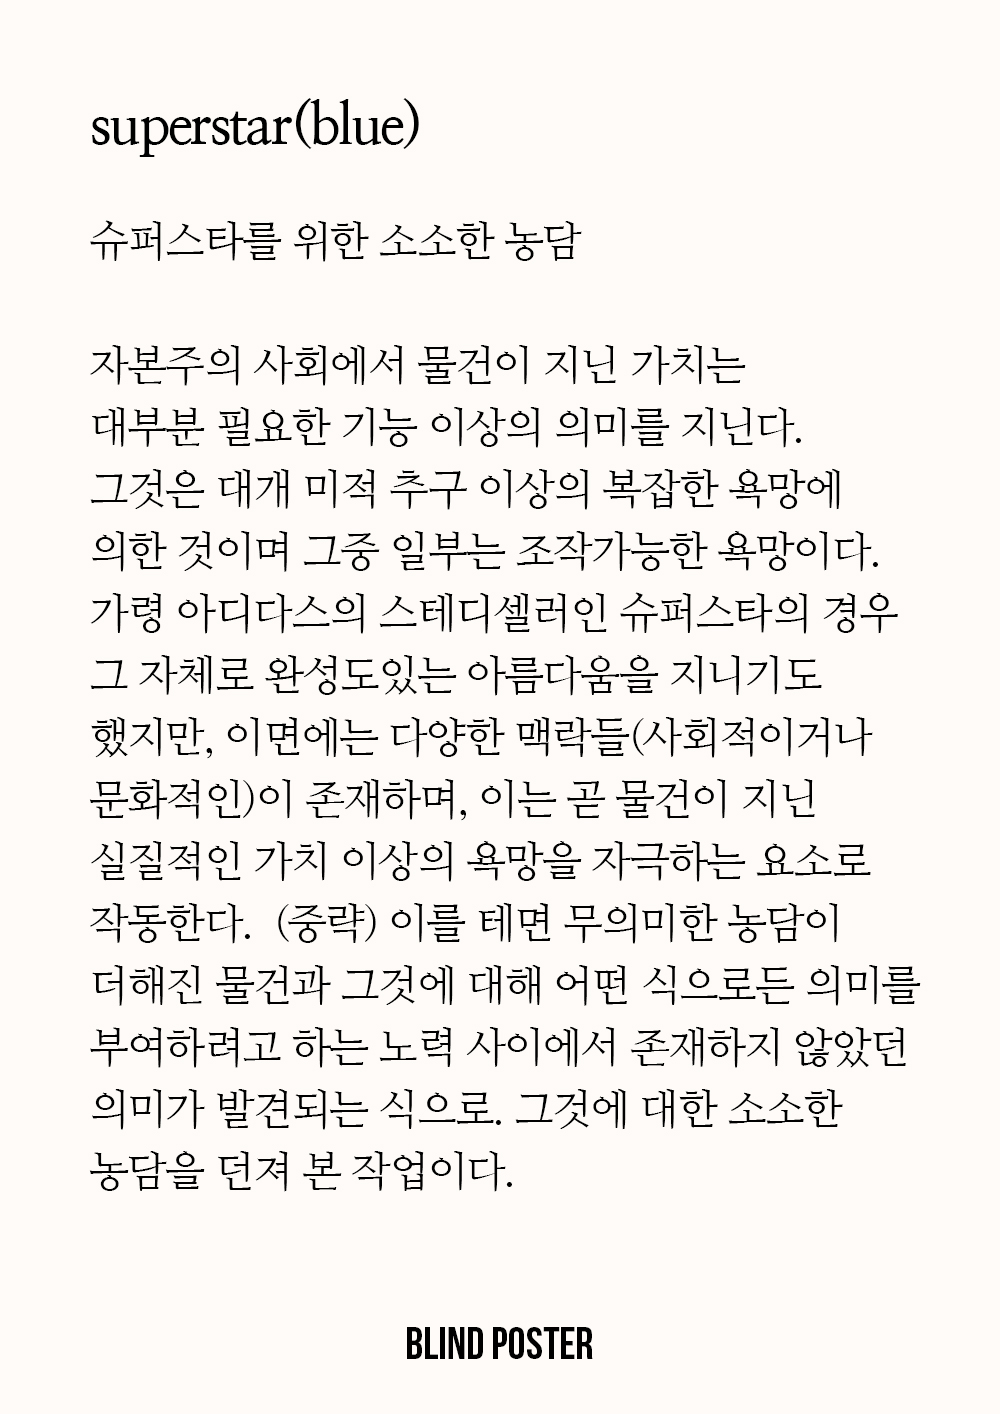 superstar(blue)
슈퍼스타를 위한 소소한 농담
자본주의 사회에서 물건이 지닌 가치는
대부분 필요한 기능 이상의 의미를 지닌다.
그것은 대개 미적 추구 이상의 복잡한 욕망에
의한 것이며 그중 일부는 조작가능한 욕망이다.
가령 아디다스의 스테디셀러인 슈퍼스타의 경우
그 자체로 완성도있는 아름다움을 지니기도
했지만, 이면에는 다양한 맥락들(사회적이거나
문화적인)이 존재하며, 이는 곧 물건이 지닌
실질적인 가치 이상의 욕망을 자극하는 요소로
작동한다. (중략) 이를 테면 무의미한 농담이
더해진 물건과 그것에 대해 어떤 식으로든 의미를
부여하려고 하는 노력 사이에서 존재하지 않았던
의미가 발견되는 식으로. 그것에 대한 소소한
농담을 던져 본 작업이다.
BLIND POSTER